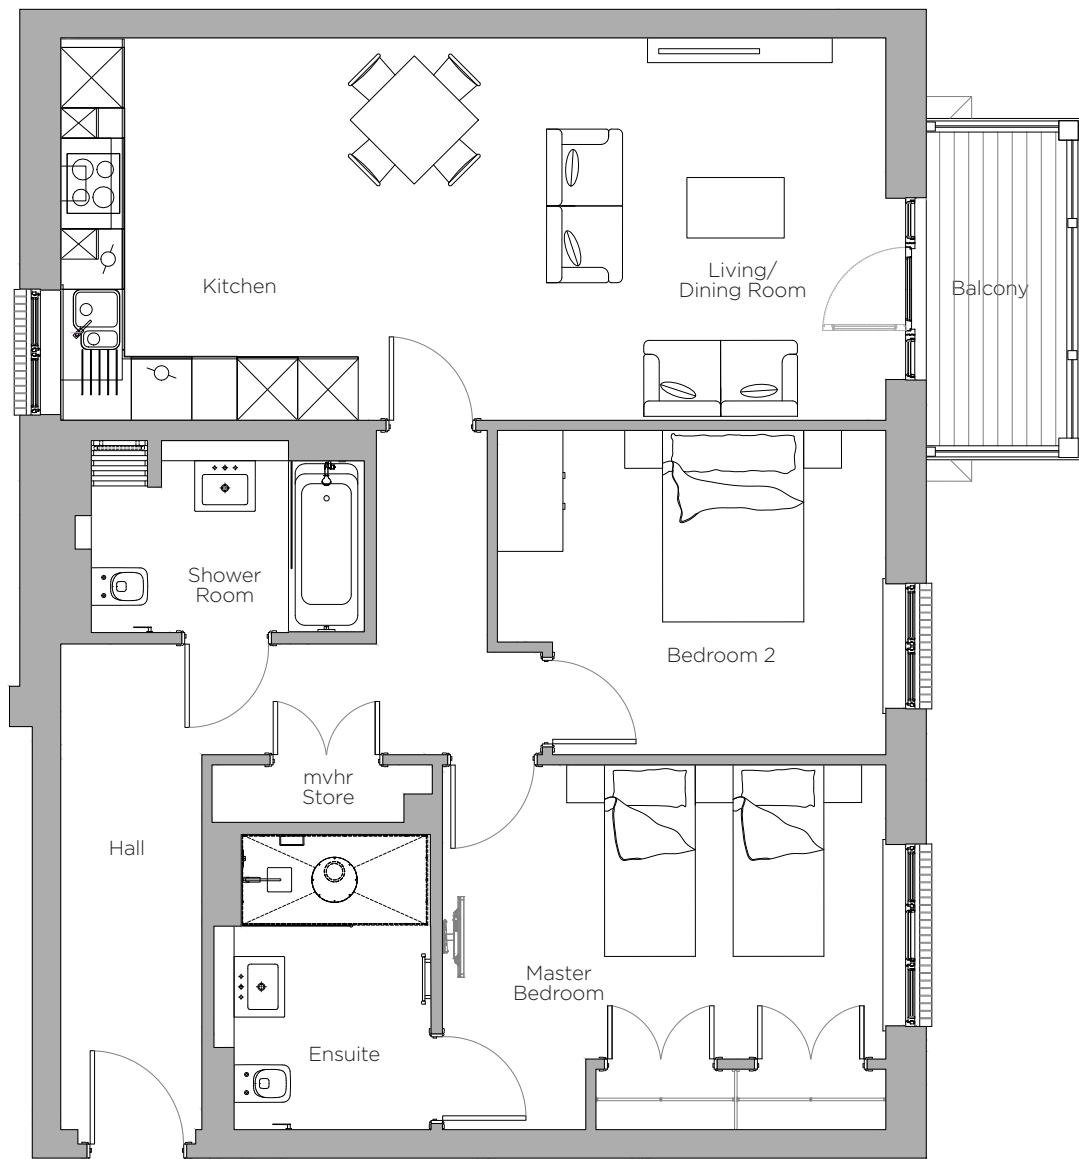 Kitchen
Living/
Dining Room
Balcony
Shower
Room
Bedroom 2
mvhr
Store
Hall
Master
Bedroom
Ensuite